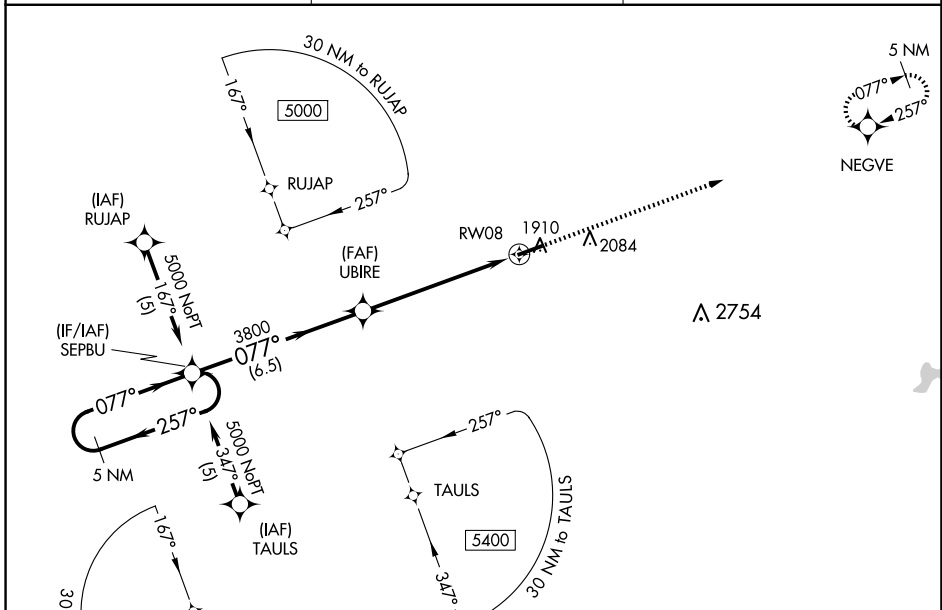 30 NM to RUJAP
5 NM
077°
257°
NEGVE
167°
5000
RUJAP
257°
(IAF)
RUJAP
5000 NoPT
167°
(5)
RW08
1910
2084
(FAF)
UBIRE
2754
(IF/IAF)
SEPBU
3800
077°
(6.5)
077°
257°
5 NM
5000 NoPT
347°
(5)
(IAF)
TAULS
257°
TAULS
5400
347°
30 NM to TAULS
167°
30